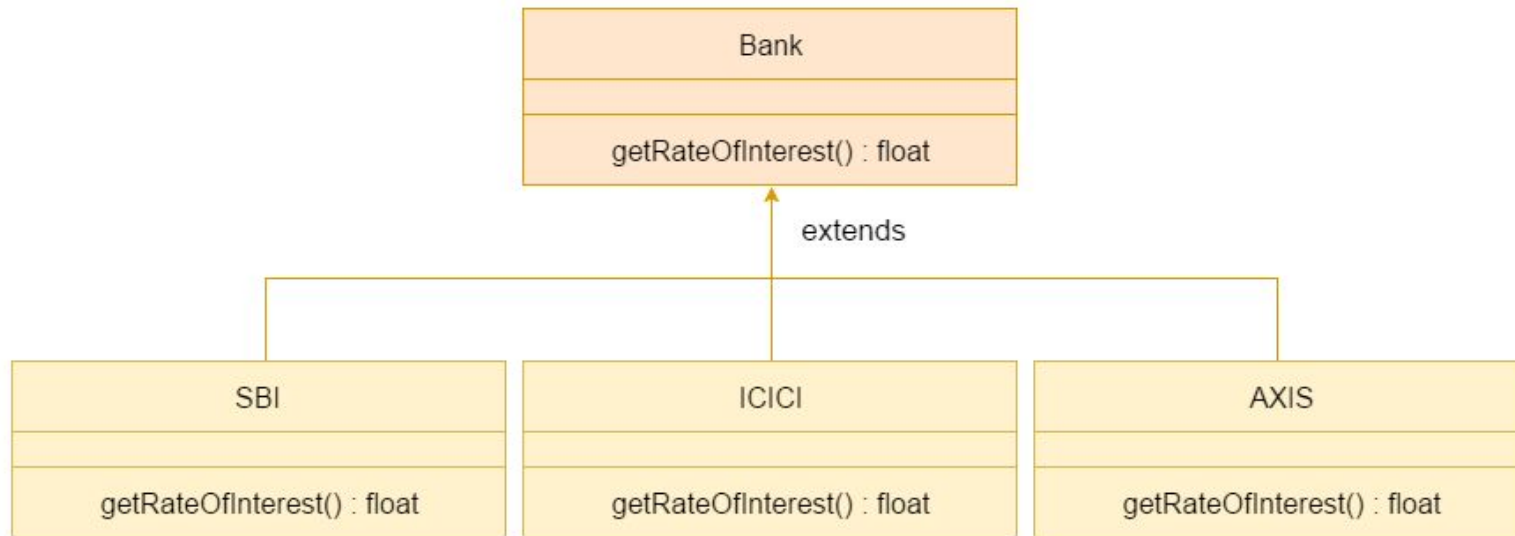 Bank
getRateOfInterest() : float
extends
SBI
ICICI
AXIS
getRateOfInterest() : float
getRateOfInterest() : float
getRateOfInterest() : float